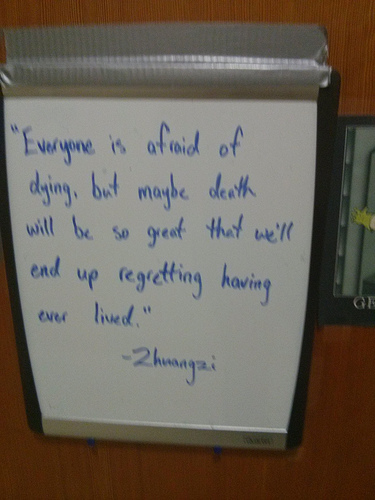 "Everyone is afraid of
dying, but maybe death
will be so great that we'll
end up regretting having
ever lived."
-Zhuangzi
GE